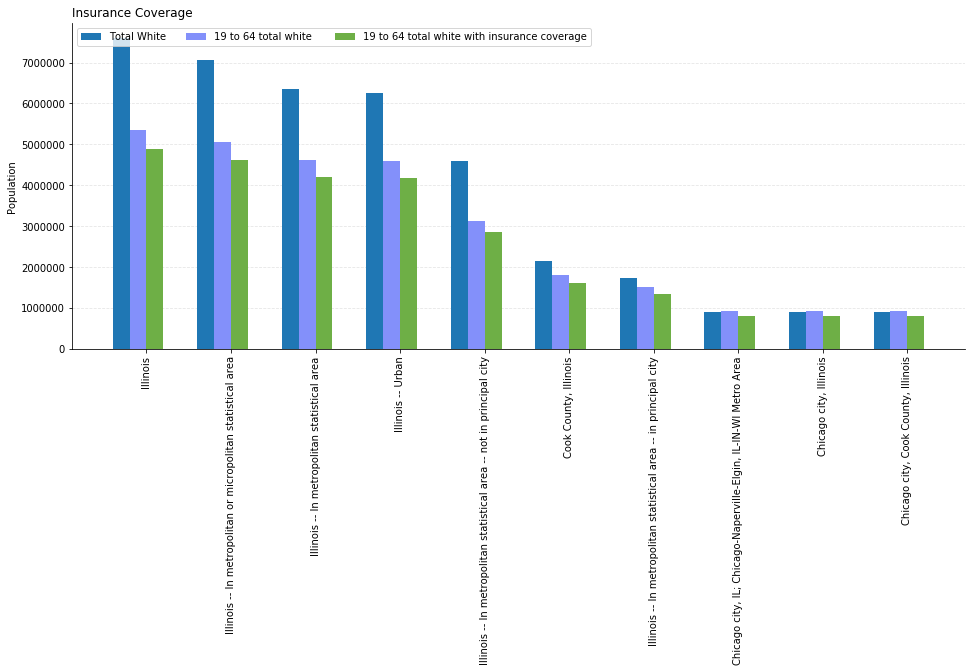 Insurance Coverage
Total White
19 to 64 total white
19 to 64 total white with insurance coverage
Population
7000000
6000000
5000000
4000000
3000000
2000000
1000000
0
Illinois
Illinois -- In metropolitan or micropolitan statistical area
Illinois -- In metropolitan statistical area
Illinois -- Urban
Illinois -- In metropolitan statistical area -- not in principal city
Cook County, Illinois
Illinois -- In metropolitan statistical area -- in principal city
Chicago city, IL; Chicago-Naperville-Elgin, IL-IN-WI Metro Area
Chicago city, Illinois
Chicago city, Cook County, Illinois